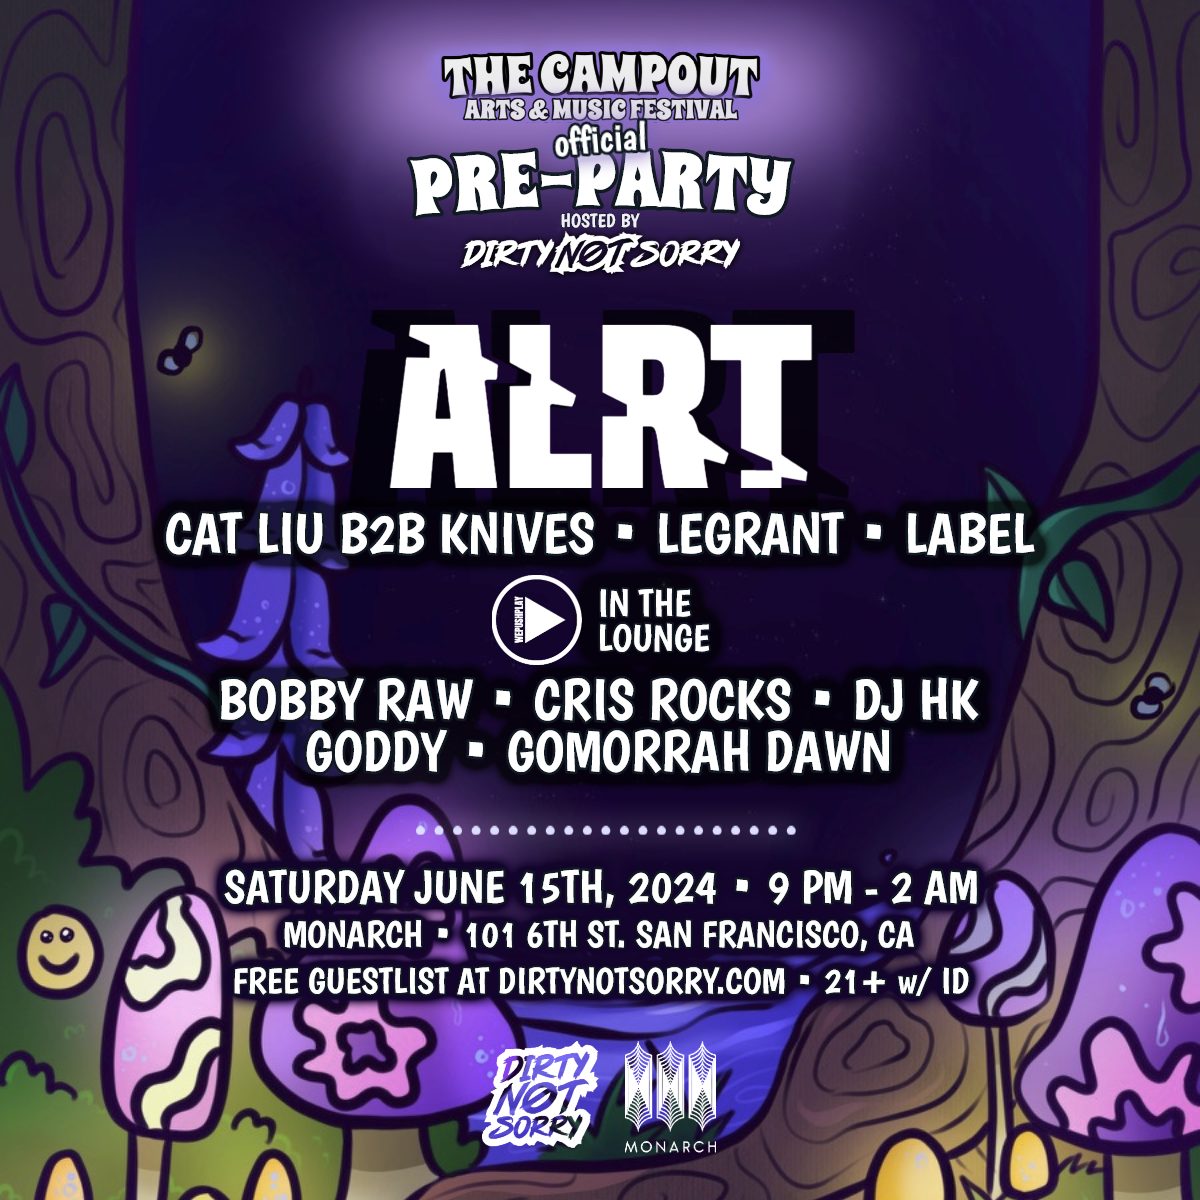 THE CAMPOUT
ARTS & MUSIC FESTIVAL
official
PRE-PARTY
HOSTED BY
DIRTY NOT SORRY
ALRT
CAT LIU B2B KNIVES ▪ LEGRANT ▪ LABEL
WEPUSHPLAY
IN THE
LOUNGE
BOBBY RAW ▪ CRIS ROCKS ▪ DJ HK
GODDY ▪ GOMORRAH DAWN
SATURDAY JUNE 15TH, 2024 ▪ 9 PM - 2 AM
MONARCH ▪ 101 6TH ST. SAN FRANCISCO, CA
FREE GUESTLIST AT DIRTYNOTSORRY.COM ▪ 21+ w/ ID
DIRTY
NOT
SORRY
MONARCH